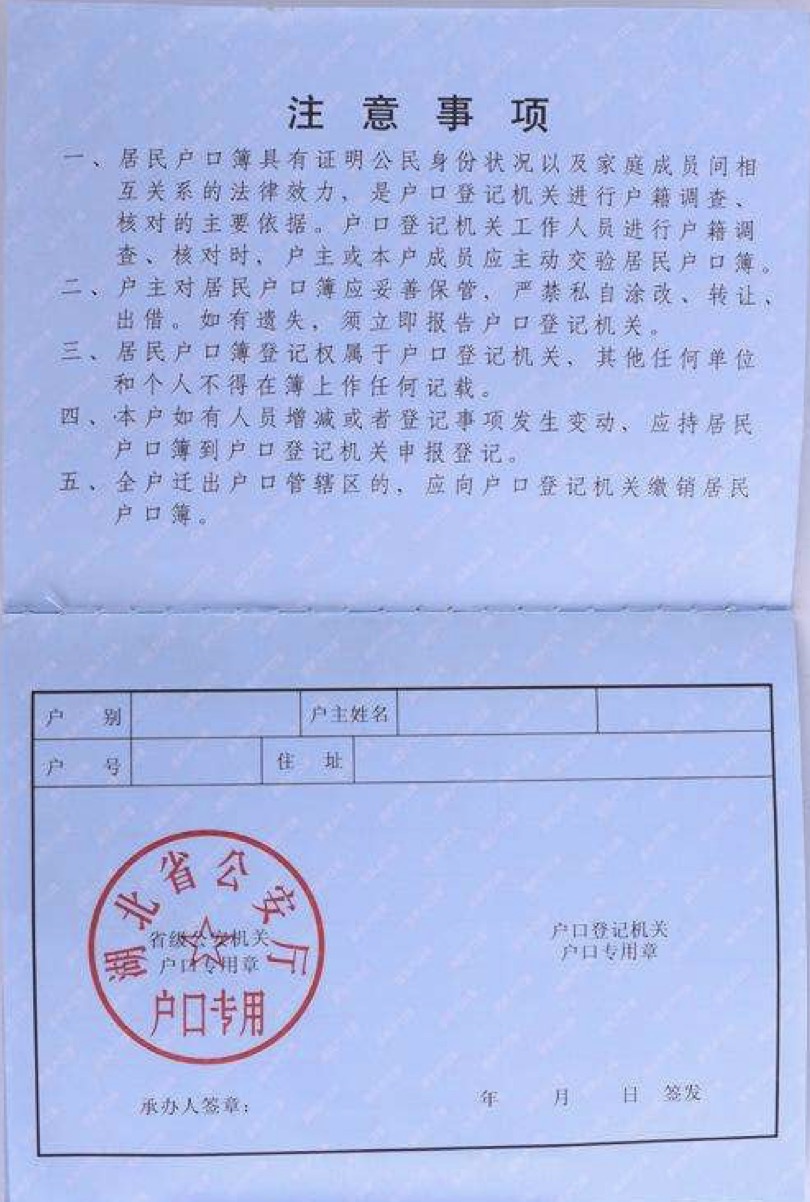 注意事项
一、居民户口簿具有证明公民身份状况以及家庭成员间相
互关系的法律效力，是户口登记机关进行户籍调查、
核对的主要依据。户口登记机关工作人员进行户籍调
查、核对时，户主或本户成员应主动交验居民户口簿。
二、户主对居民户口簿应妥善保管，严禁私自涂改、转让、
出借。如有遗失，须立即报告户口登记机关。
三、居民户口簿登记权属于户口登记机关，其他任何单位
和个人不得在簿上作任何记载。
四、本户如有人员增减或者登记事项发生变动，应持居民
户口簿到户口登记机关申报登记。
五、全户迁出户口管辖区的，应向户口登记机关缴销居民
户口簿。
户 别 户主姓名
户 号 住 址
湖北省公安厅
省级公安机关
户口专用章
户口专用
户口登记机关
户口专用章
承办人签章： 年 月 日 签发